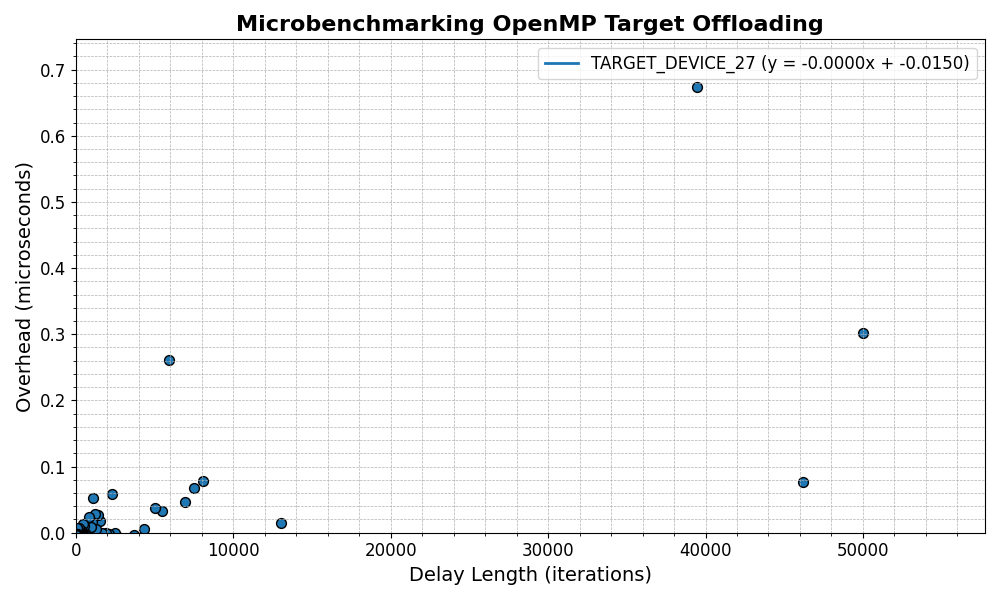 Microbenchmarking OpenMP Target Offloading
TARGET_DEVICE_27 (y = -0.0000x + -0.0150)
Overhead (microseconds)
0.7
0.6
0.5
0.4
0.3
0.2
0.1
0.0
0 10000 20000 30000 40000 50000
Delay Length (iterations)